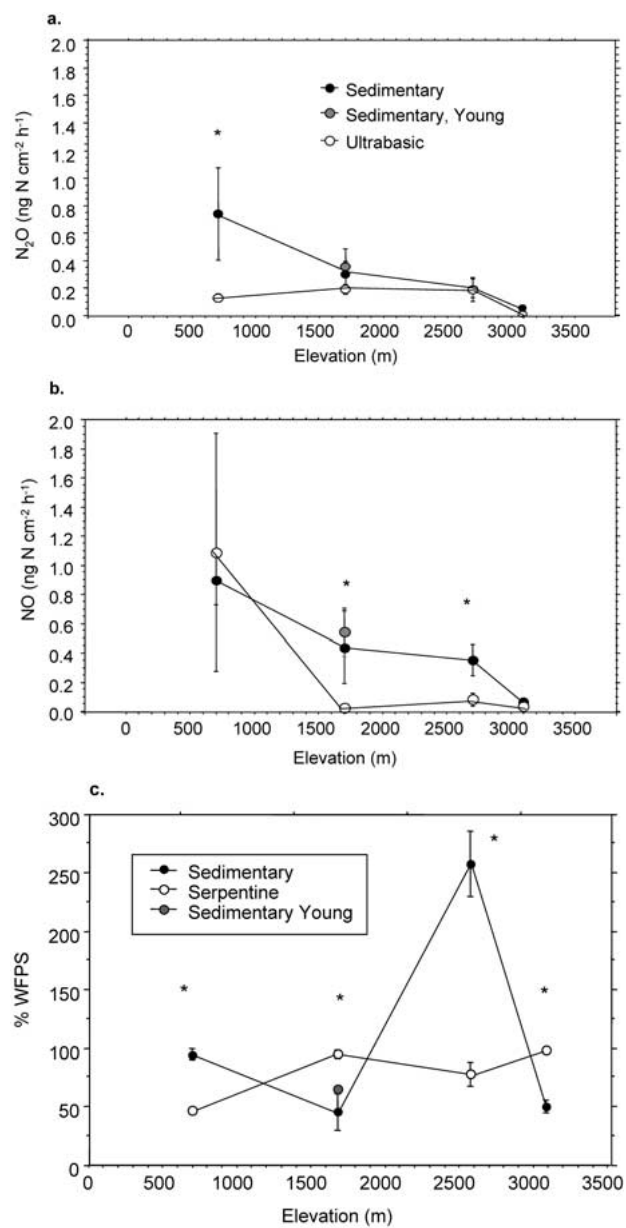 a.
2.0
1.8
1.6
1.4
1.2
1.0
0.8
0.6
0.4
0.2
0.0
N₂O (ng N cm⁻² h⁻¹)
Sedimentary
Sedimentary, Young
Ultrabasic
*
0 500 1000 1500 2000 2500 3000 3500
Elevation (m)
b.
2.0
1.8
1.6
1.4
1.2
1.0
0.8
0.6
0.4
0.2
0.0
NO (ng N cm⁻² h⁻¹)
* *
0 500 1000 1500 2000 2500 3000 3500
Elevation (m)
c.
300
250
200
150
100
50
0
% WFPS
Sedimentary
Serpentine
Sedimentary Young
* * * *
0 500 1000 1500 2000 2500 3000 3500
Elevation (m)